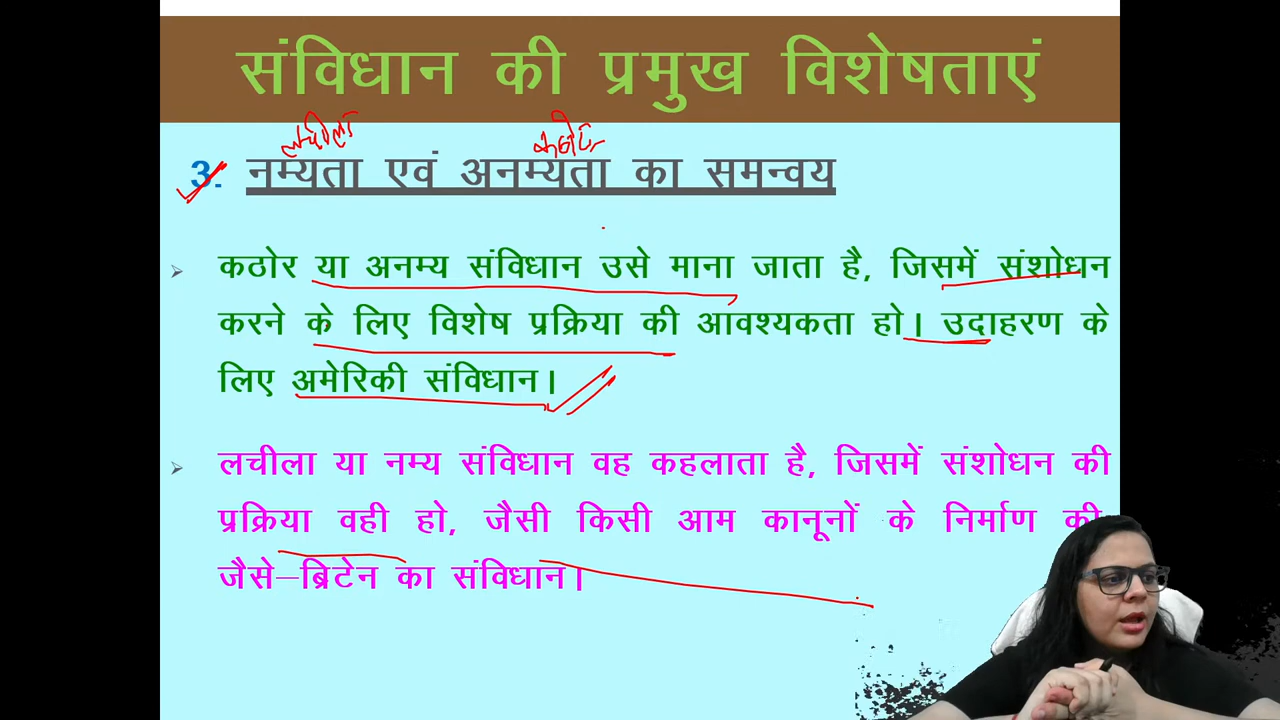 संविधान की प्रमुख विशेषताएं
लचीला कठोर
3. नम्यता एवं अनम्यता का समन्वय
कठोर या अनम्य संविधान उसे माना जाता है, जिसमें संशोधन
करने के लिए विशेष प्रक्रिया की आवश्यकता हो। उदाहरण के
लिए अमेरिकी संविधान।
लचीला या नम्य संविधान वह कहलाता है, जिसमें संशोधन की
प्रक्रिया वही हो, जैसी किसी आम कानूनों के निर्माण की,
जैसे–ब्रिटेन का संविधान।